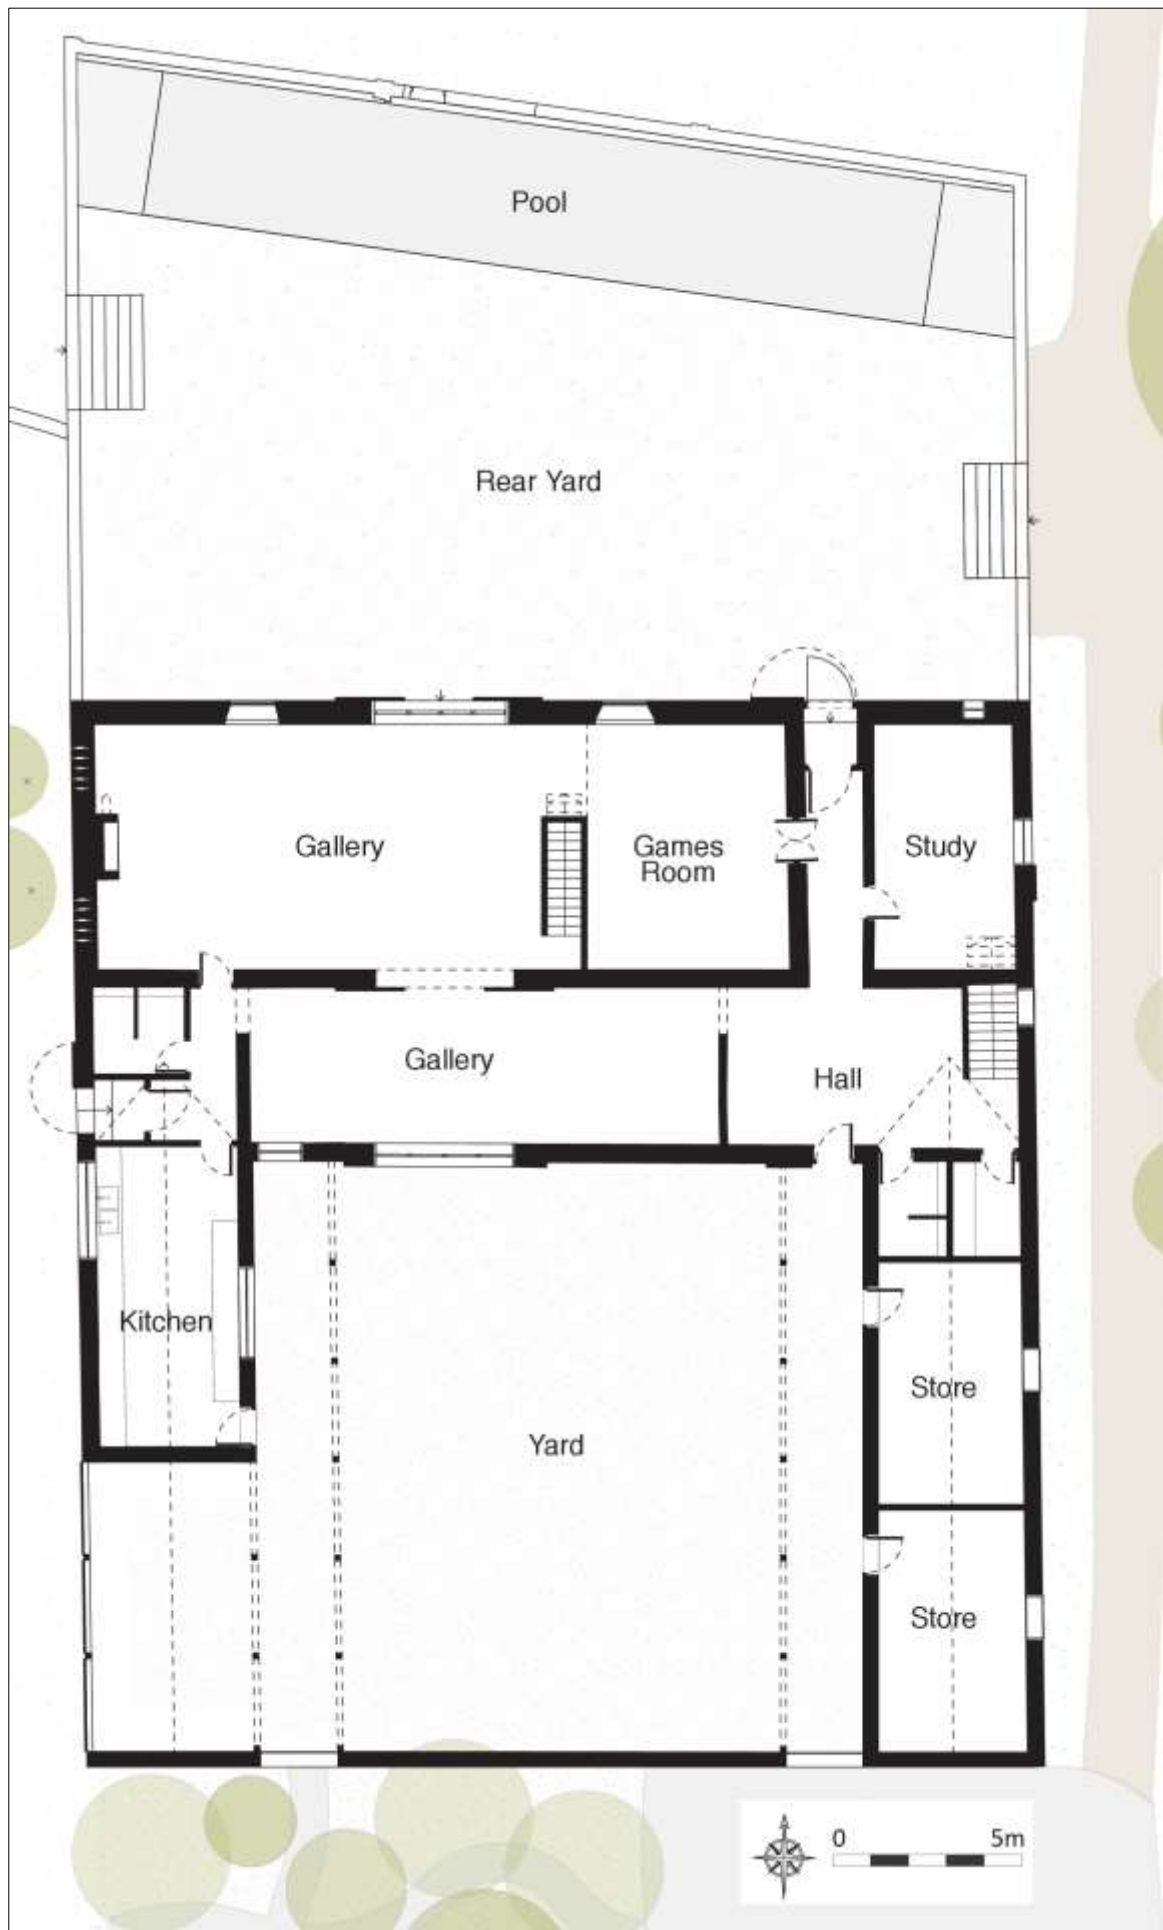 Pool
Rear Yard
Gallery
Games
Room
Study
Gallery
Hall
Kitchen
Store
Yard
Store
0 5m